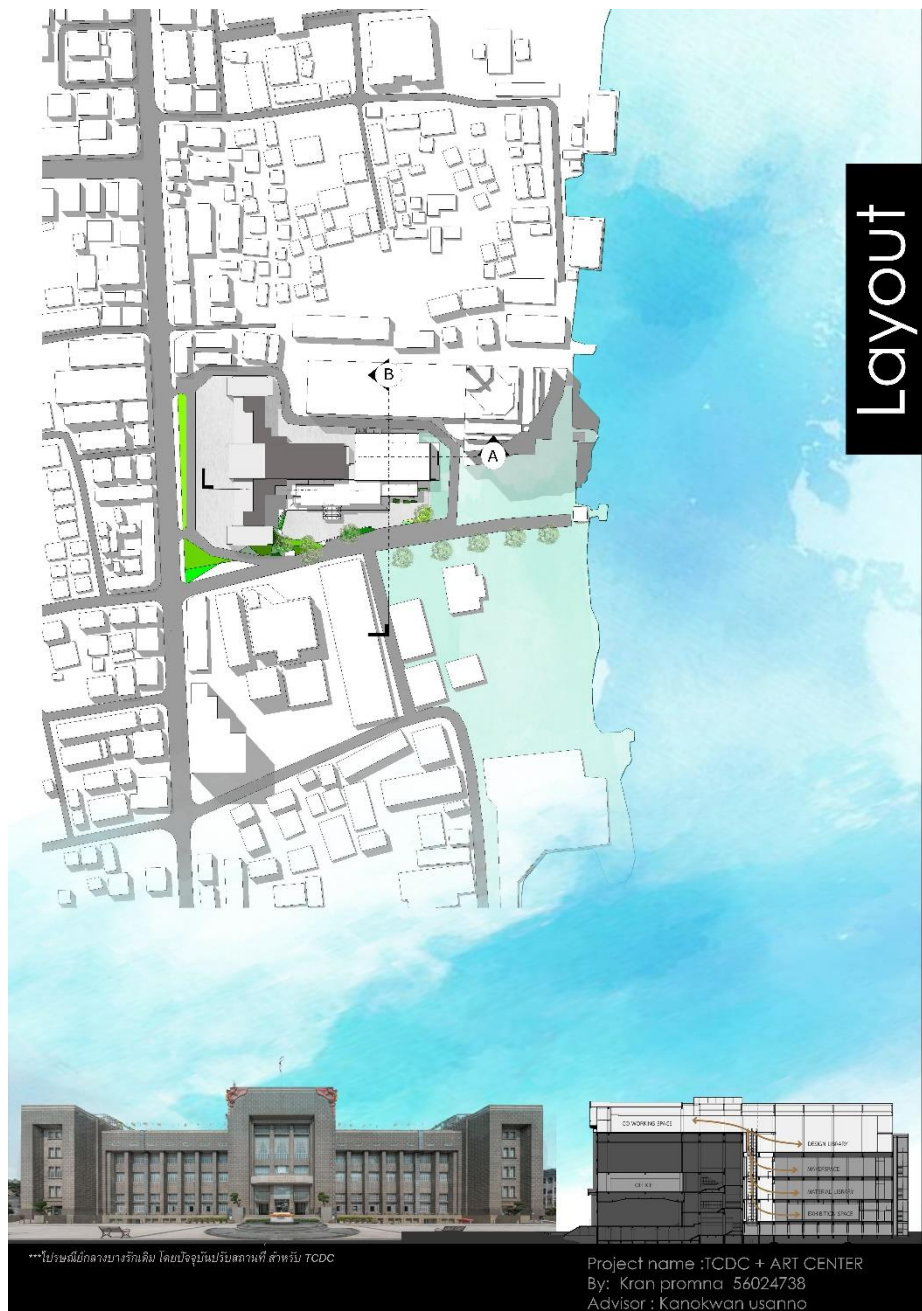 Layout
B
A
CO-WORKING SPACE
DESIGN LIBRARY
MAKERSPACE
MATERIAL LIBRARY
EXHIBITION SPACE
***ไปรษณีย์กลางบางรักเดิม โดยปัจจุบันปรับสถานที่ สำหรับ TCDC
Project name :TCDC + ART CENTER
By: Kran promna 56024738
Advisor : Kanokwan usanno